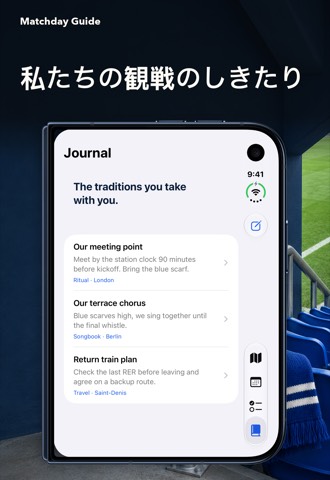 Matchday Guide
私たちの観戦のしきたり
Journal
9:41
The traditions you take
with you.
Our meeting point
Meet by the station clock 90 minutes
before kickoff. Bring the blue scarf.
Ritual · London
Our terrace chorus
Blue scarves high, we sing together until
the final whistle.
Songbook · Berlin
Return train plan
Check the last RER before leaving and
agree on a backup route.
Travel · Saint-Denis